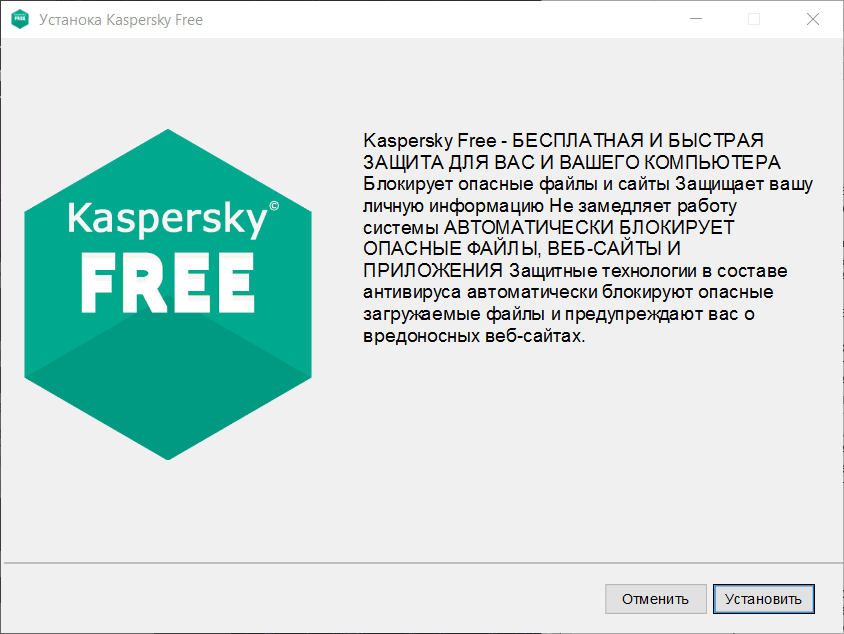 FREE
Устанока Kaspersky Free
Kaspersky©
FREE
Kaspersky Free - БЕСПЛАТНАЯ И БЫСТРАЯ
ЗАЩИТА ДЛЯ ВАС И ВАШЕГО КОМПЬЮТЕРА
Блокирует опасные файлы и сайты Защищает вашу
личную информацию Не замедляет работу
системы АВТОМАТИЧЕСКИ БЛОКИРУЕТ
ОПАСНЫЕ ФАЙЛЫ, ВЕБ-САЙТЫ И
ПРИЛОЖЕНИЯ Защитные технологии в составе
антивируса автоматически блокируют опасные
загружаемые файлы и предупреждают вас о
вредоносных веб-сайтах.
Отменить
Установить